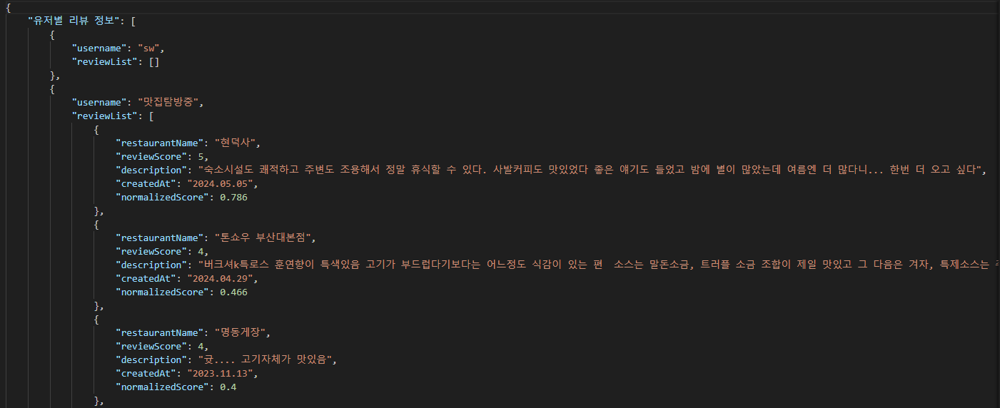 {
"유저별 리뷰 정보": [
{
"username": "sw",
"reviewList": []
},
{
"username": "맛집탐방중",
"reviewList": [
{
"restaurantName": "현덕사",
"reviewScore": 5,
"description": "숙소시설도 쾌적하고 주변도 조용해서 정말 휴식할 수 있다. 사발커피도 맛있었다 좋은 얘기도 들었고 밤에 별이 많았는데 여름엔 더 많다니... 한번 더 오고 싶다",
"createdAt": "2024.05.05",
"normalizedScore": 0.786
},
{
"restaurantName": "톤쇼우 부산대본점",
"reviewScore": 4,
"description": "버크셔k특로스 훈연향이 특색있음 고기가 부드럽다기보다는 어느정도 식감이 있는 편  소스는 말돈소금, 트러플 소금 조합이 제일 맛있고 그 다음은 겨자, 특제소스는
"createdAt": "2024.04.29",
"normalizedScore": 0.466
},
{
"restaurantName": "명동게장",
"reviewScore": 4,
"description": "굿.... 고기자체가 맛있음",
"createdAt": "2023.11.13",
"normalizedScore": 0.4
},